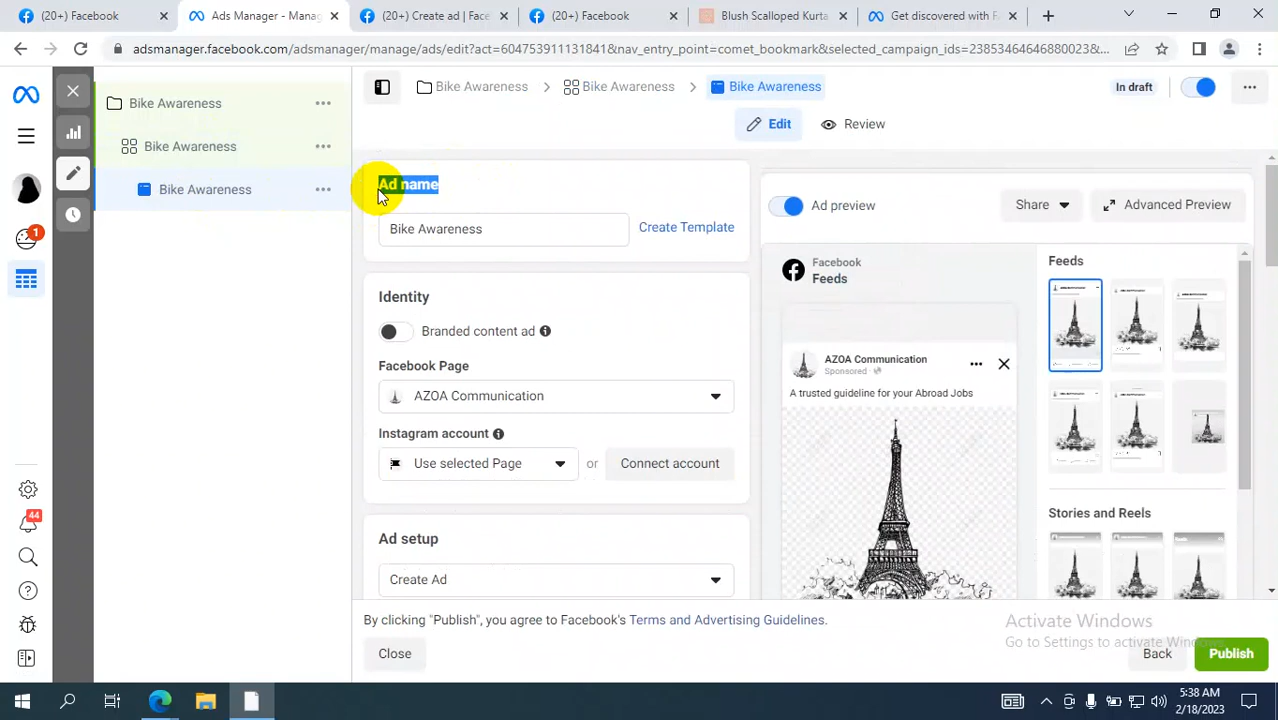 (20+) Facebook
Ads Manager - Manag
(20+) Create ad | Face
(20+) Facebook
Blush Scalloped Kurta
Get discovered with FA
adsmanager.facebook.com/adsmanager/manage/ads/edit?act=604753911131841&nav_entry_point=comet_bookmark&selected_campaign_ids=23853464646880023&...
Bike Awareness
Bike Awareness
Bike Awareness
1
44
Bike Awareness > Bike Awareness > Bike Awareness
In draft
Edit
Review
Ad name
Bike Awareness
Create Template
Identity
Branded content ad
Facebook Page
AZOA Communication
Instagram account
Use selected Page
or
Connect account
Ad setup
Create Ad
Ad preview
Share
Advanced Preview
Facebook
Feeds
AZOA Communication
Sponsored
A trusted guideline for your Abroad Jobs
Feeds
Stories and Reels
By clicking "Publish", you agree to Facebook's Terms and Advertising Guidelines.
Close
Back
Publish
Activate Windows
Go to Settings to activate Windows.
5:38 AM
2/18/2023